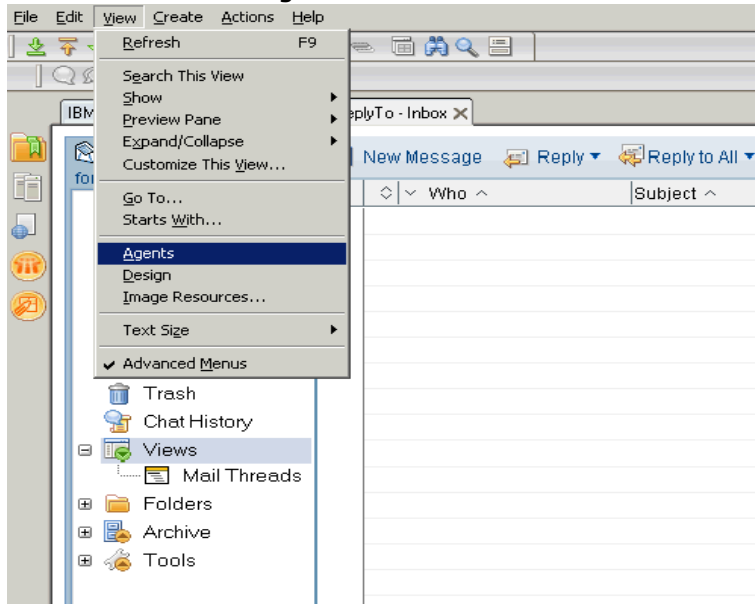 File Edit View Create Actions Help
Refresh F9
Search This View
Show
Preview Pane
Expand/Collapse
Customize This View...
Go To...
Starts With...
Agents
Design
Image Resources...
Text Size
Advanced Menus
IBM
plyTo - Inbox
New Message Reply Reply to All
for
Who Subject
Trash
Chat History
Views
Mail Threads
Folders
Archive
Tools